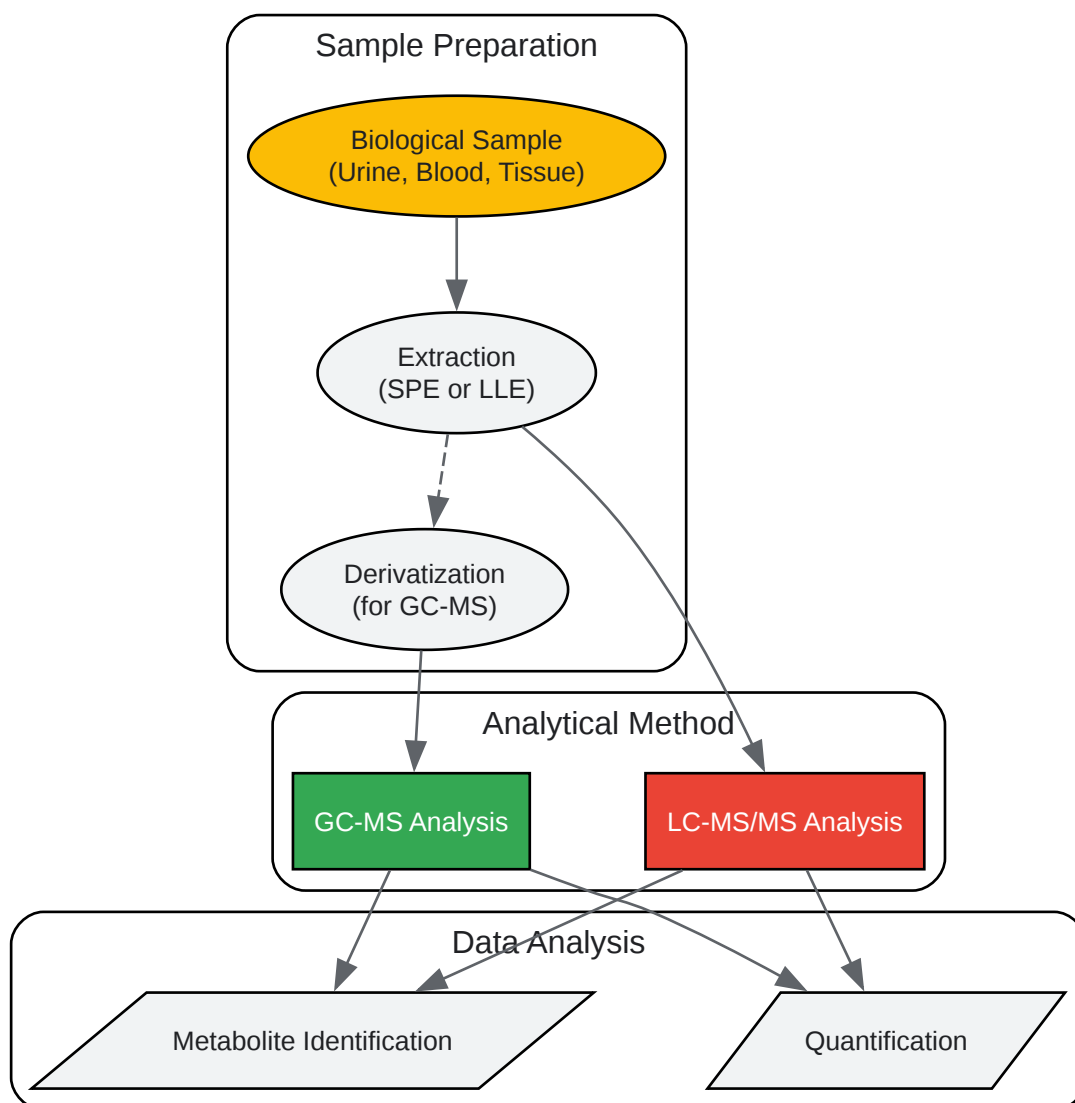 Sample Preparation
Biological Sample
(Urine, Blood, Tissue)
Extraction
(SPE or LLE)
Derivatization
(for GC-MS)
Analytical Method
GC-MS Analysis
LC-MS/MS Analysis
Data Analysis
Metabolite Identification
Quantification